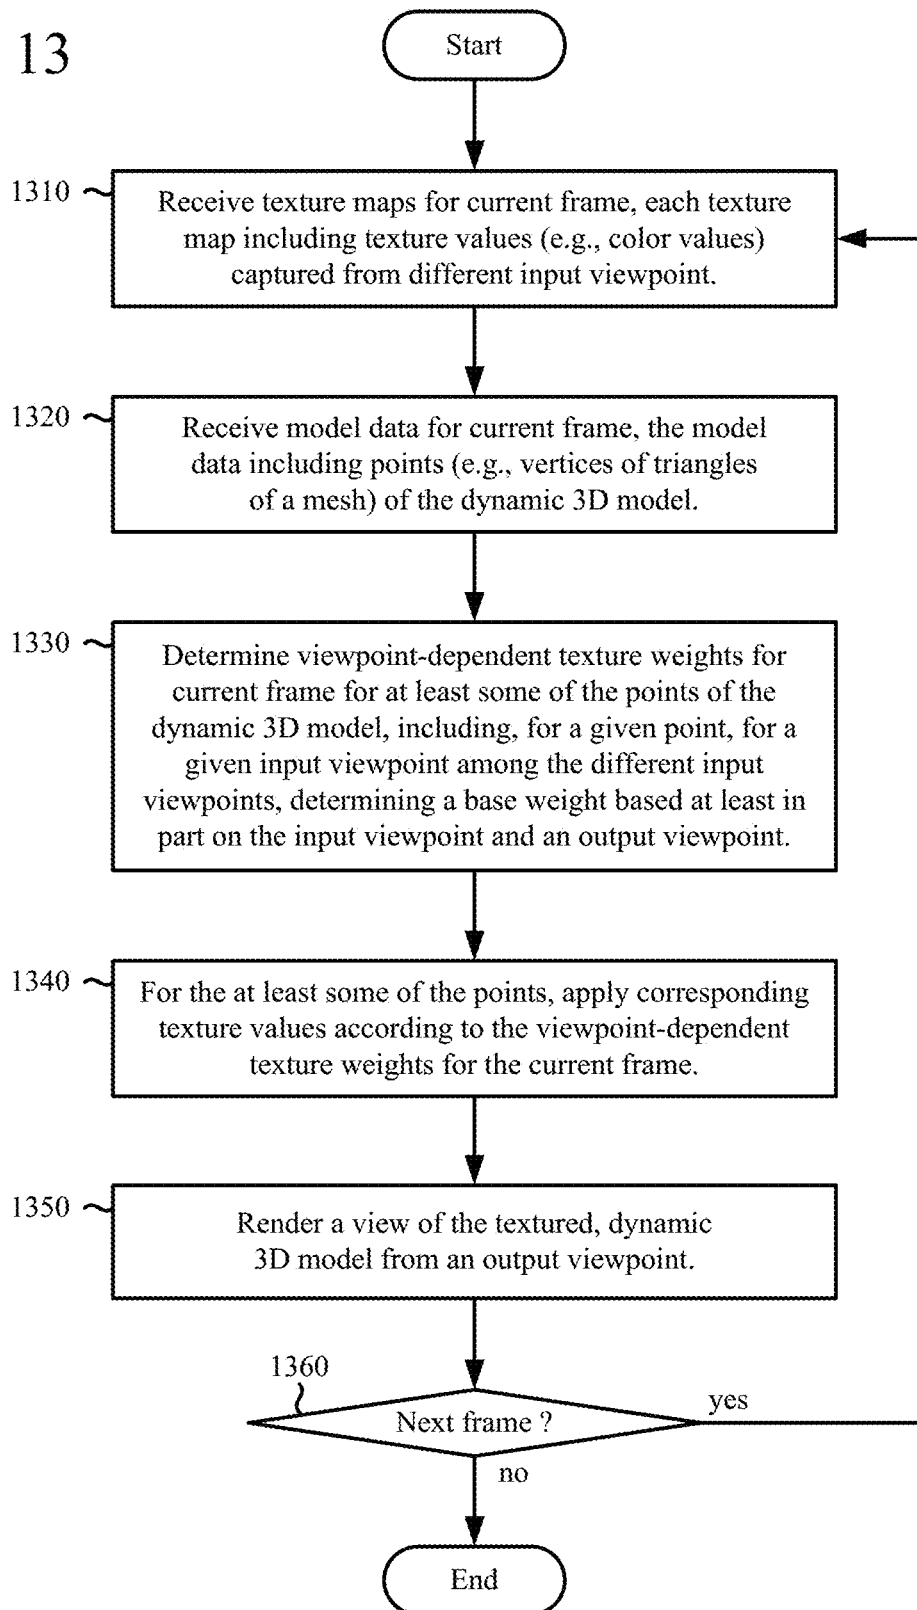 13
Start
1310
Receive texture maps for current frame, each texture
map including texture values (e.g., color values)
captured from different input viewpoint.
1320
Receive model data for current frame, the model
data including points (e.g., vertices of triangles
of a mesh) of the dynamic 3D model.
1330
Determine viewpoint-dependent texture weights for
current frame for at least some of the points of the
dynamic 3D model, including, for a given point, for a
given input viewpoint among the different input
viewpoints, determining a base weight based at least in
part on the input viewpoint and an output viewpoint.
1340
For the at least some of the points, apply corresponding
texture values according to the viewpoint-dependent
texture weights for the current frame.
1350
Render a view of the textured, dynamic
3D model from an output viewpoint.
1360
Next frame ?
yes
no
End